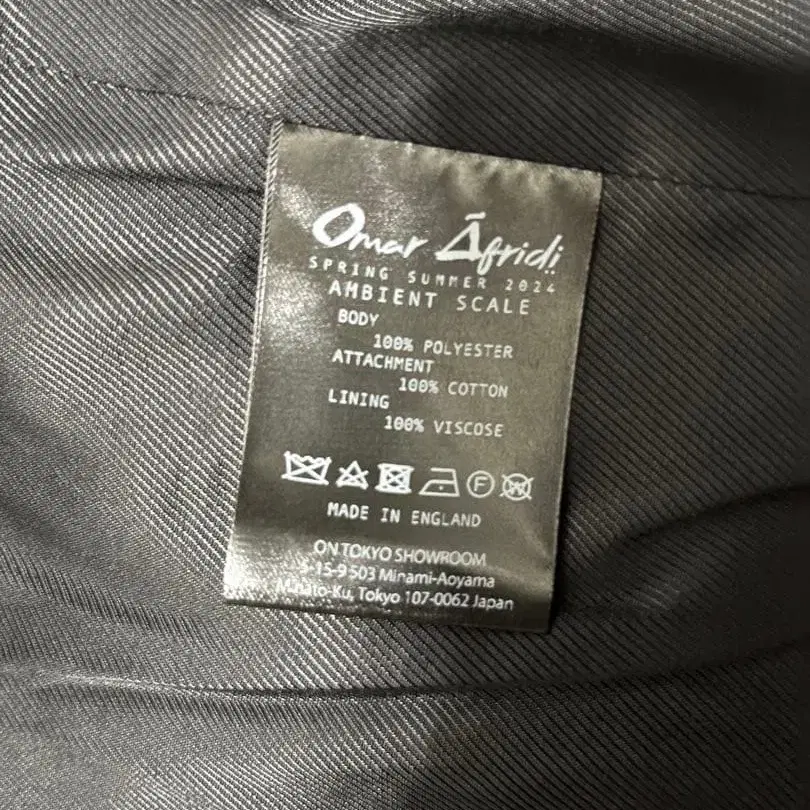 Omar Ãfridi
SPRING SUMMER 2024
AMBIENT SCALE
BODY
100% POLYESTER
ATTACHMENT
100% COTTON
LINING
100% VISCOSE
F W
MADE IN ENGLAND
ON TOKYO SHOWROOM
5-15-9 503 Minami-Aoyama
Minato-Ku, Tokyo 107-0062 Japan